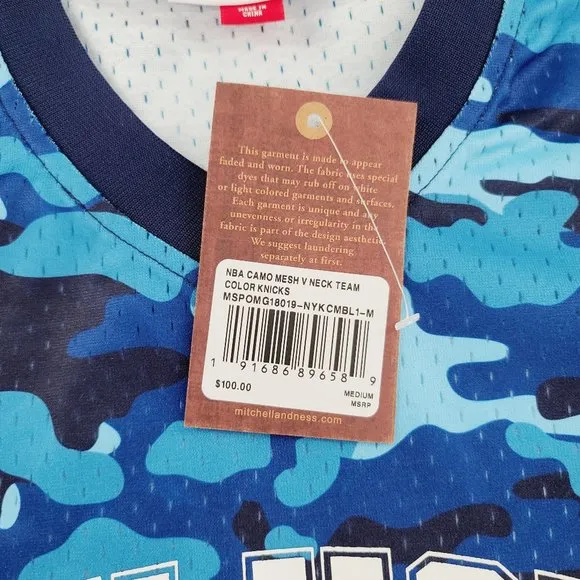 MADE IN
CHINA
This garment is made to appear
faded and worn. The fabric uses special
dyes that may rub off on white
or light colored garments and surfaces.
Each garment is unique and any
unevenness or irregularity in the
fabric is part of the design aesthetic.
We suggest laundering
separately at first.
NBA CAMO MESH V NECK TEAM
COLOR KNICKS
MSPOMG18019-NYKCMBL1-M
1 91686 89658 9
$100.00
MEDIUM
MSRP
mitchellandness.com